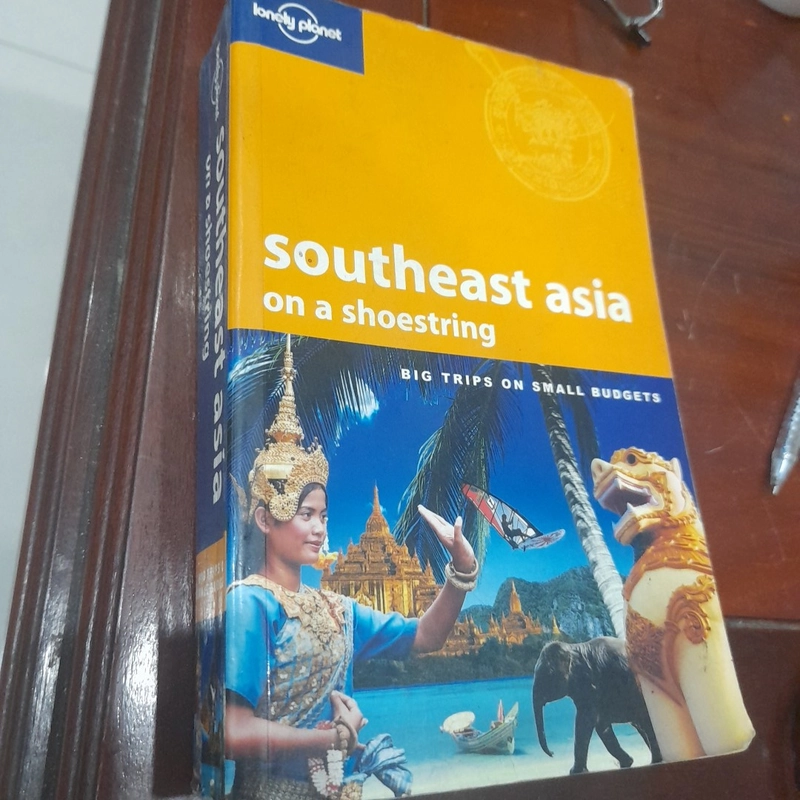 lonely planet
southeast asia
on a shoestring
BIG TRIPS ON SMALL BUDGETS
southeast asia
on a shoestring